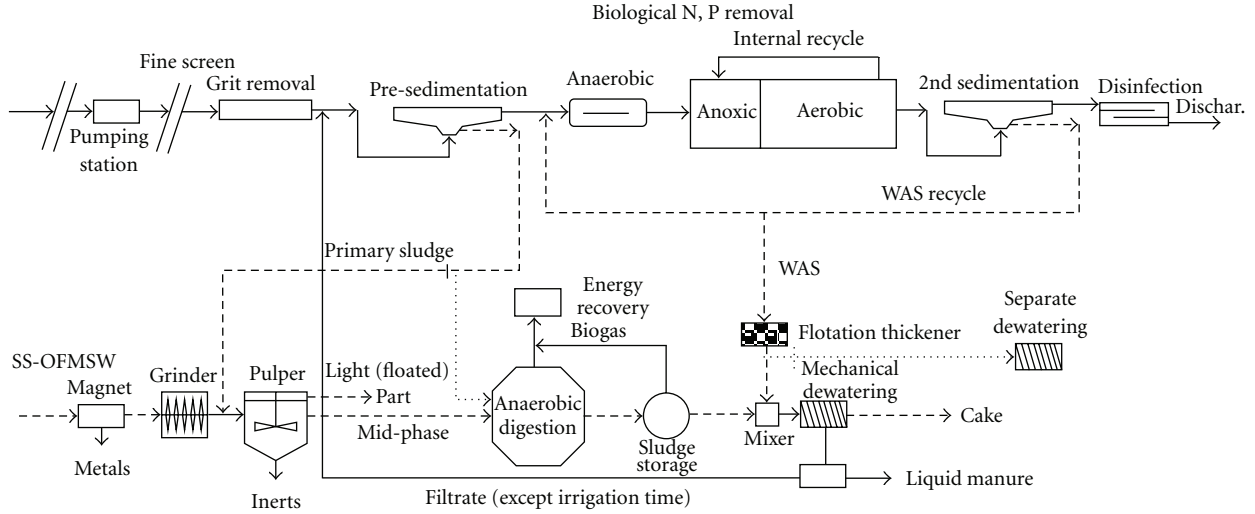 Biological N, P removal
Internal recycle
Fine screen
Grit removal
Pre-sedimentation
Anaerobic
2nd sedimentation
Disinfection
Dischar.
Anoxic
Aerobic
Pumping
station
WAS recycle
Primary sludge
WAS
Energy
recovery
Biogas
Separate
dewatering
Flotation thickener
SS-OFMSW
Magnet
Grinder
Pulper
Light (floated)
Part
Mechanical
dewatering
Anaerobic
digestion
Cake
Mid-phase
Mixer
Sludge
storage
Metals
Inerts
Filtrate (except irrigation time)
Liquid manure